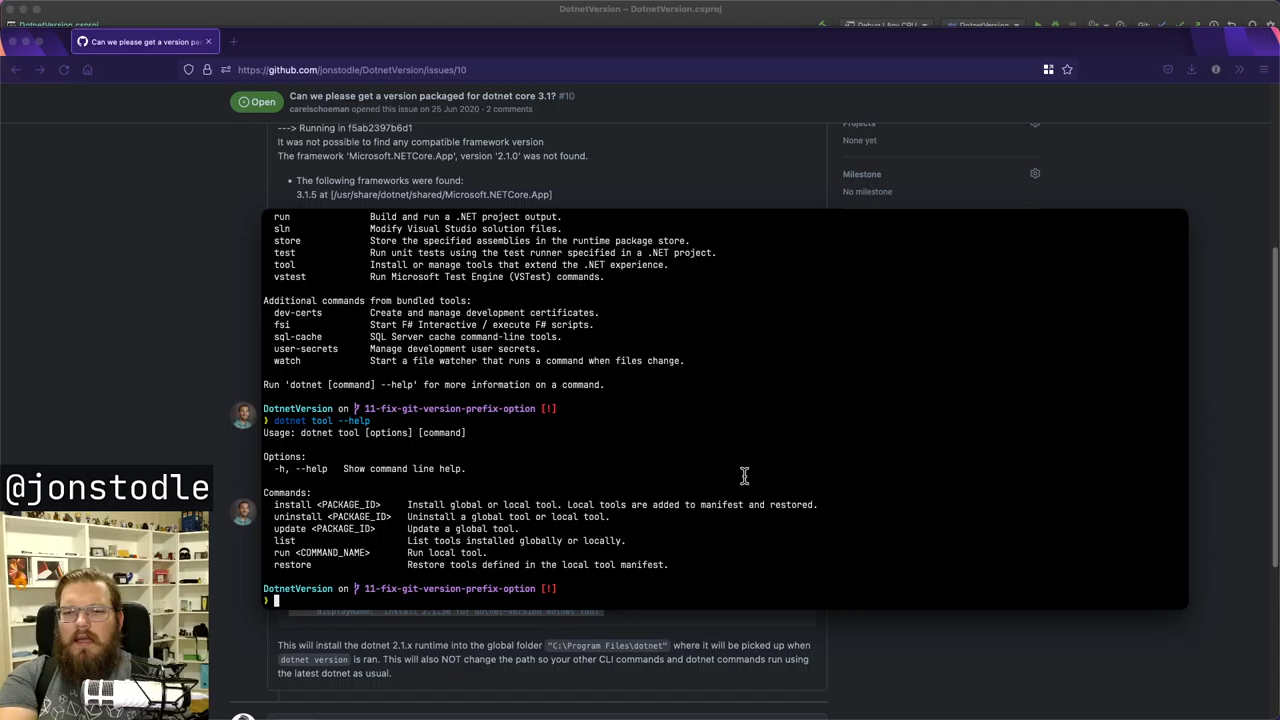 DotnetVersion – DotnetVersion.csproj
DotnetVersion.csproj
Debug | Any CPU
DotnetVersion
Git:
Can we please get a version pa
https://github.com/jonstodle/DotnetVersion/issues/10
Open
Can we please get a version packaged for dotnet core 3.1? #10
carelschoeman opened this issue on 25 Jun 2020 · 2 comments
Projects
None yet
Milestone
No milestone
---> Running in f5ab2397b6d1
It was not possible to find any compatible framework version
The framework 'Microsoft.NETCore.App', version '2.1.0' was not found.
• The following frameworks were found:
3.1.5 at [/usr/share/dotnet/shared/Microsoft.NETCore.App]
run Build and run a .NET project output.
sln Modify Visual Studio solution files.
store Store the specified assemblies in the runtime package store.
test Run unit tests using the test runner specified in a .NET project.
tool Install or manage tools that extend the .NET experience.
vstest Run Microsoft Test Engine (VSTest) commands.
Additional commands from bundled tools:
dev-certs Create and manage development certificates.
fsi Start F# Interactive / execute F# scripts.
sql-cache SQL Server cache command-line tools.
user-secrets Manage development user secrets.
watch Start a file watcher that runs a command when files change.
Run 'dotnet [command] --help' for more information on a command.
DotnetVersion on 11-fix-git-version-prefix-option [!]
❯ dotnet tool --help
Usage: dotnet tool [options] [command]
Options:
-h, --help Show command line help.
Commands:
install <PACKAGE_ID> Install global or local tool. Local tools are added to manifest and restored.
uninstall <PACKAGE_ID> Uninstall a global tool or local tool.
update <PACKAGE_ID> Update a global tool.
list List tools installed globally or locally.
run <COMMAND_NAME> Run local tool.
restore Restore tools defined in the local tool manifest.
DotnetVersion on 11-fix-git-version-prefix-option [!]
❯
This will install the dotnet 2.1.x runtime into the global folder "C:\Program Files\dotnet" where it will be picked up when
dotnet version is ran. This will also NOT change the path so your other CLI commands and dotnet commands run using
the latest dotnet as usual.
@jonstodle